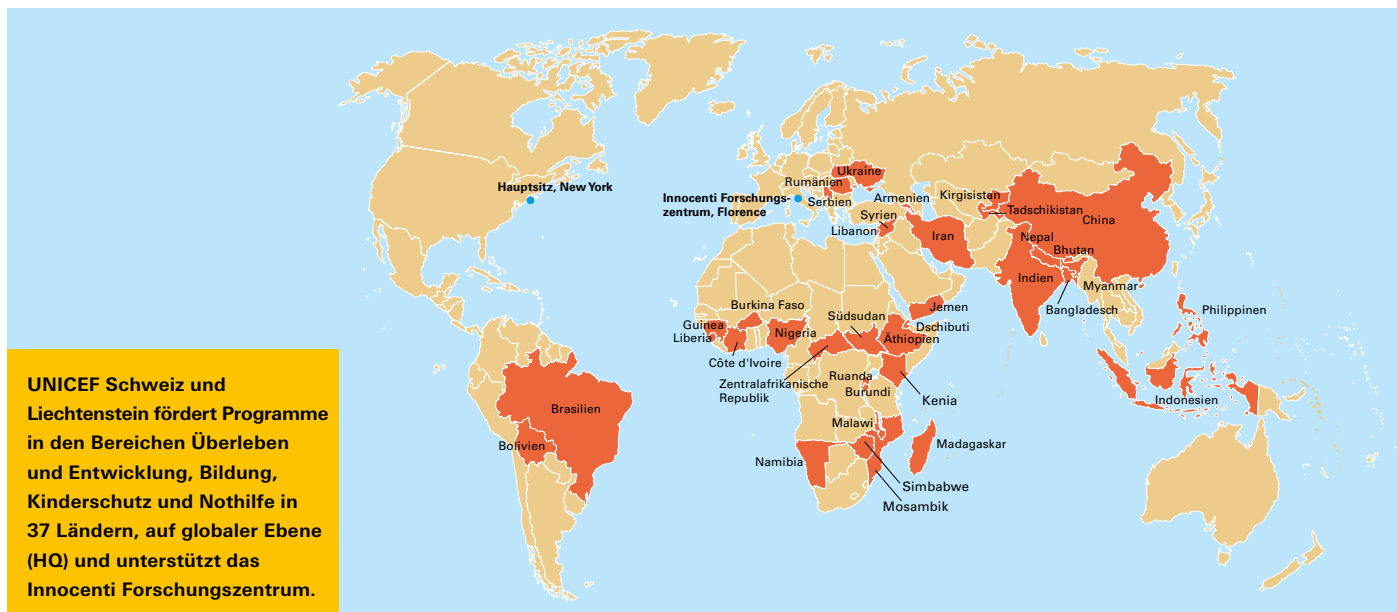 Hauptsitz, New York
Innocenti Forschungs-
zentrum, Florence
Ukraine
Rumänien
Serbien
Armenien
Kirgisistan
Tadschikistan
China
Syrien
Libanon
Iran
Nepal
Bhutan
Indien
Myanmar
Bangladesch
Philippinen
Indonesien
Jemen
Burkina Faso
Südsudan
Dschibuti
Guinea
Liberia
Nigeria
Äthiopien
Côte d'Ivoire
Zentralafrikanische
Republik
Ruanda
Burundi
Kenia
Malawi
Madagaskar
Namibia
Simbabwe
Mosambik
Brasilien
Bolivien
UNICEF Schweiz und
Liechtenstein fördert Programme
in den Bereichen Überleben
und Entwicklung, Bildung,
Kinderschutz und Nothilfe in
37 Ländern, auf globaler Ebene
(HQ) und unterstützt das
Innocenti Forschungszentrum.